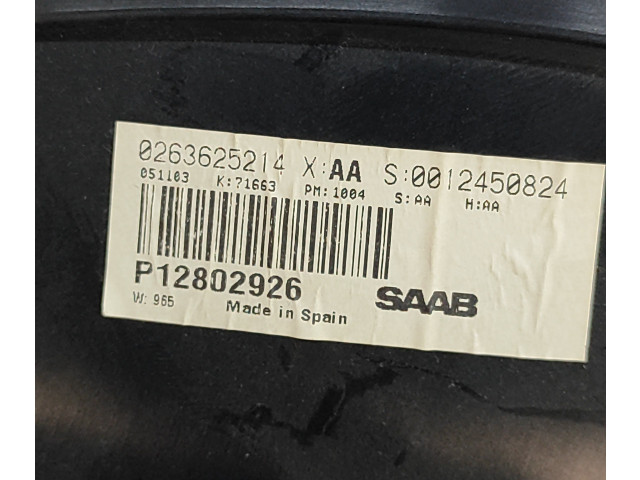 0263625214 X:AA S:0012450824
051103 K:71663 PM:1004 S:AA H:AA
P12802926 SAAB
W: 965 Made in Spain